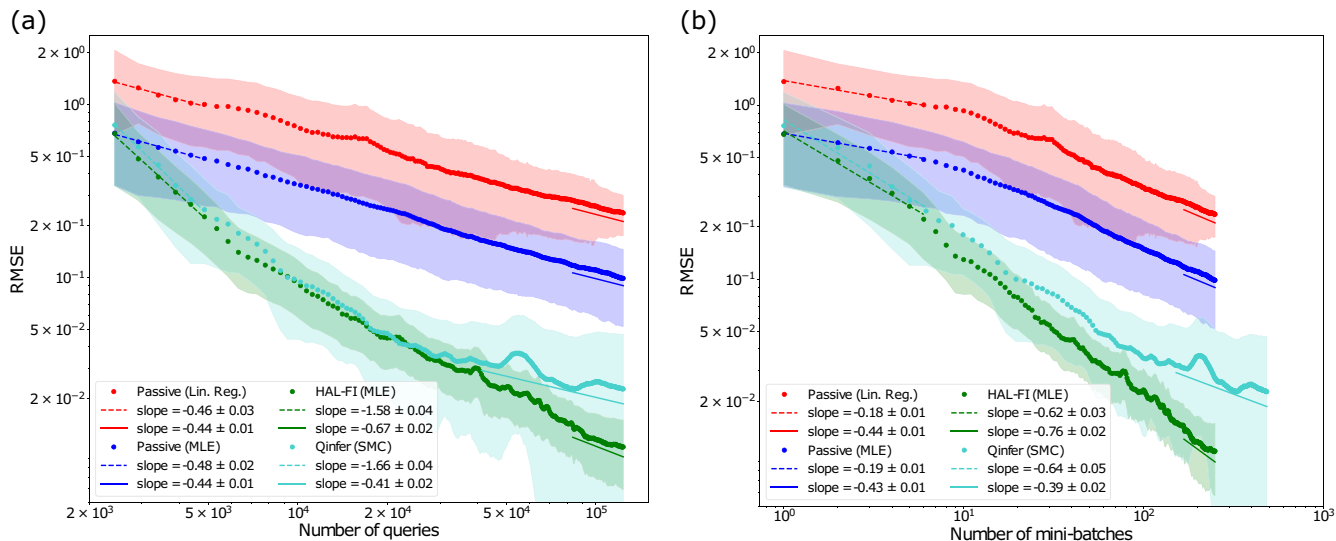 (a)
RMSE
2 × 10⁰
10⁰
5 × 10⁻¹
2 × 10⁻¹
10⁻¹
5 × 10⁻²
2 × 10⁻²
Passive (Lin. Reg.)
slope = -0.46 ± 0.03
slope = -0.44 ± 0.01
Passive (MLE)
slope = -0.48 ± 0.02
slope = -0.44 ± 0.01
HAL-FI (MLE)
slope = -1.58 ± 0.04
slope = -0.67 ± 0.02
Qinfer (SMC)
slope = -1.66 ± 0.04
slope = -0.41 ± 0.02
2 × 10³
5 × 10³
10⁴
2 × 10⁴
5 × 10⁴
10⁵
Number of queries
(b)
RMSE
2 × 10⁰
10⁰
5 × 10⁻¹
2 × 10⁻¹
10⁻¹
5 × 10⁻²
2 × 10⁻²
Passive (Lin. Reg.)
slope = -0.18 ± 0.01
slope = -0.44 ± 0.01
Passive (MLE)
slope = -0.19 ± 0.01
slope = -0.43 ± 0.01
HAL-FI (MLE)
slope = -0.62 ± 0.03
slope = -0.76 ± 0.02
Qinfer (SMC)
slope = -0.64 ± 0.05
slope = -0.39 ± 0.02
10⁰
10¹
10²
10³
Number of mini-batches